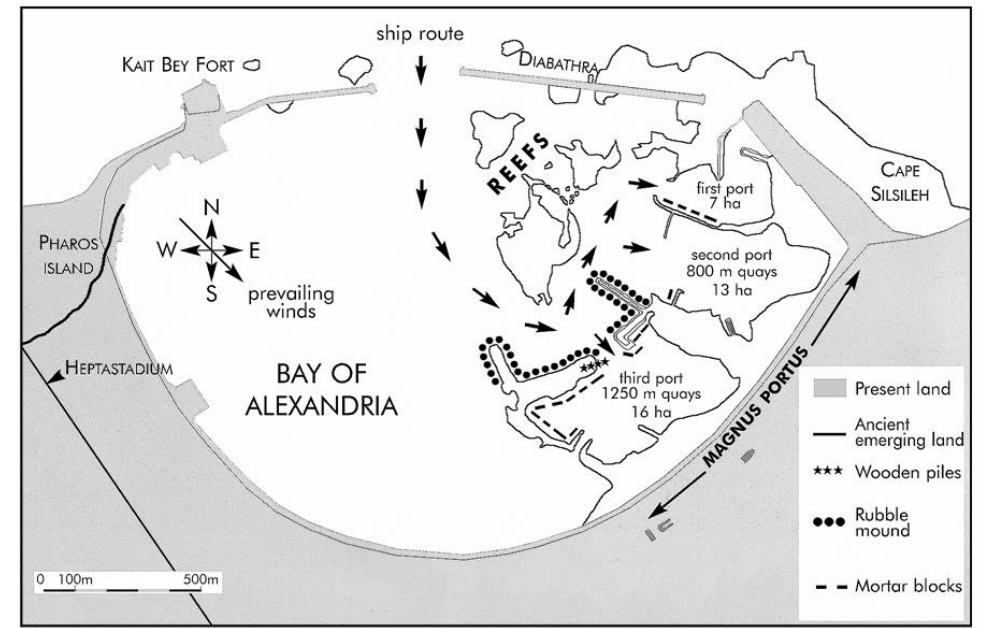 ship route
KAIT BEY FORT
DIABATHRA
REEFS
CAPE
SILSILEH
first port
7 ha
PHAROS
ISLAND
N
W
E
S
prevailing
winds
second port
800 m quays
13 ha
HEPTASTADIUM
BAY OF
ALEXANDRIA
third port
1250 m quays
16 ha
MAGNUS PORTUS
Present land
Ancient
emerging land
Wooden piles
Rubble
mound
Mortar blocks
0 100m 500m